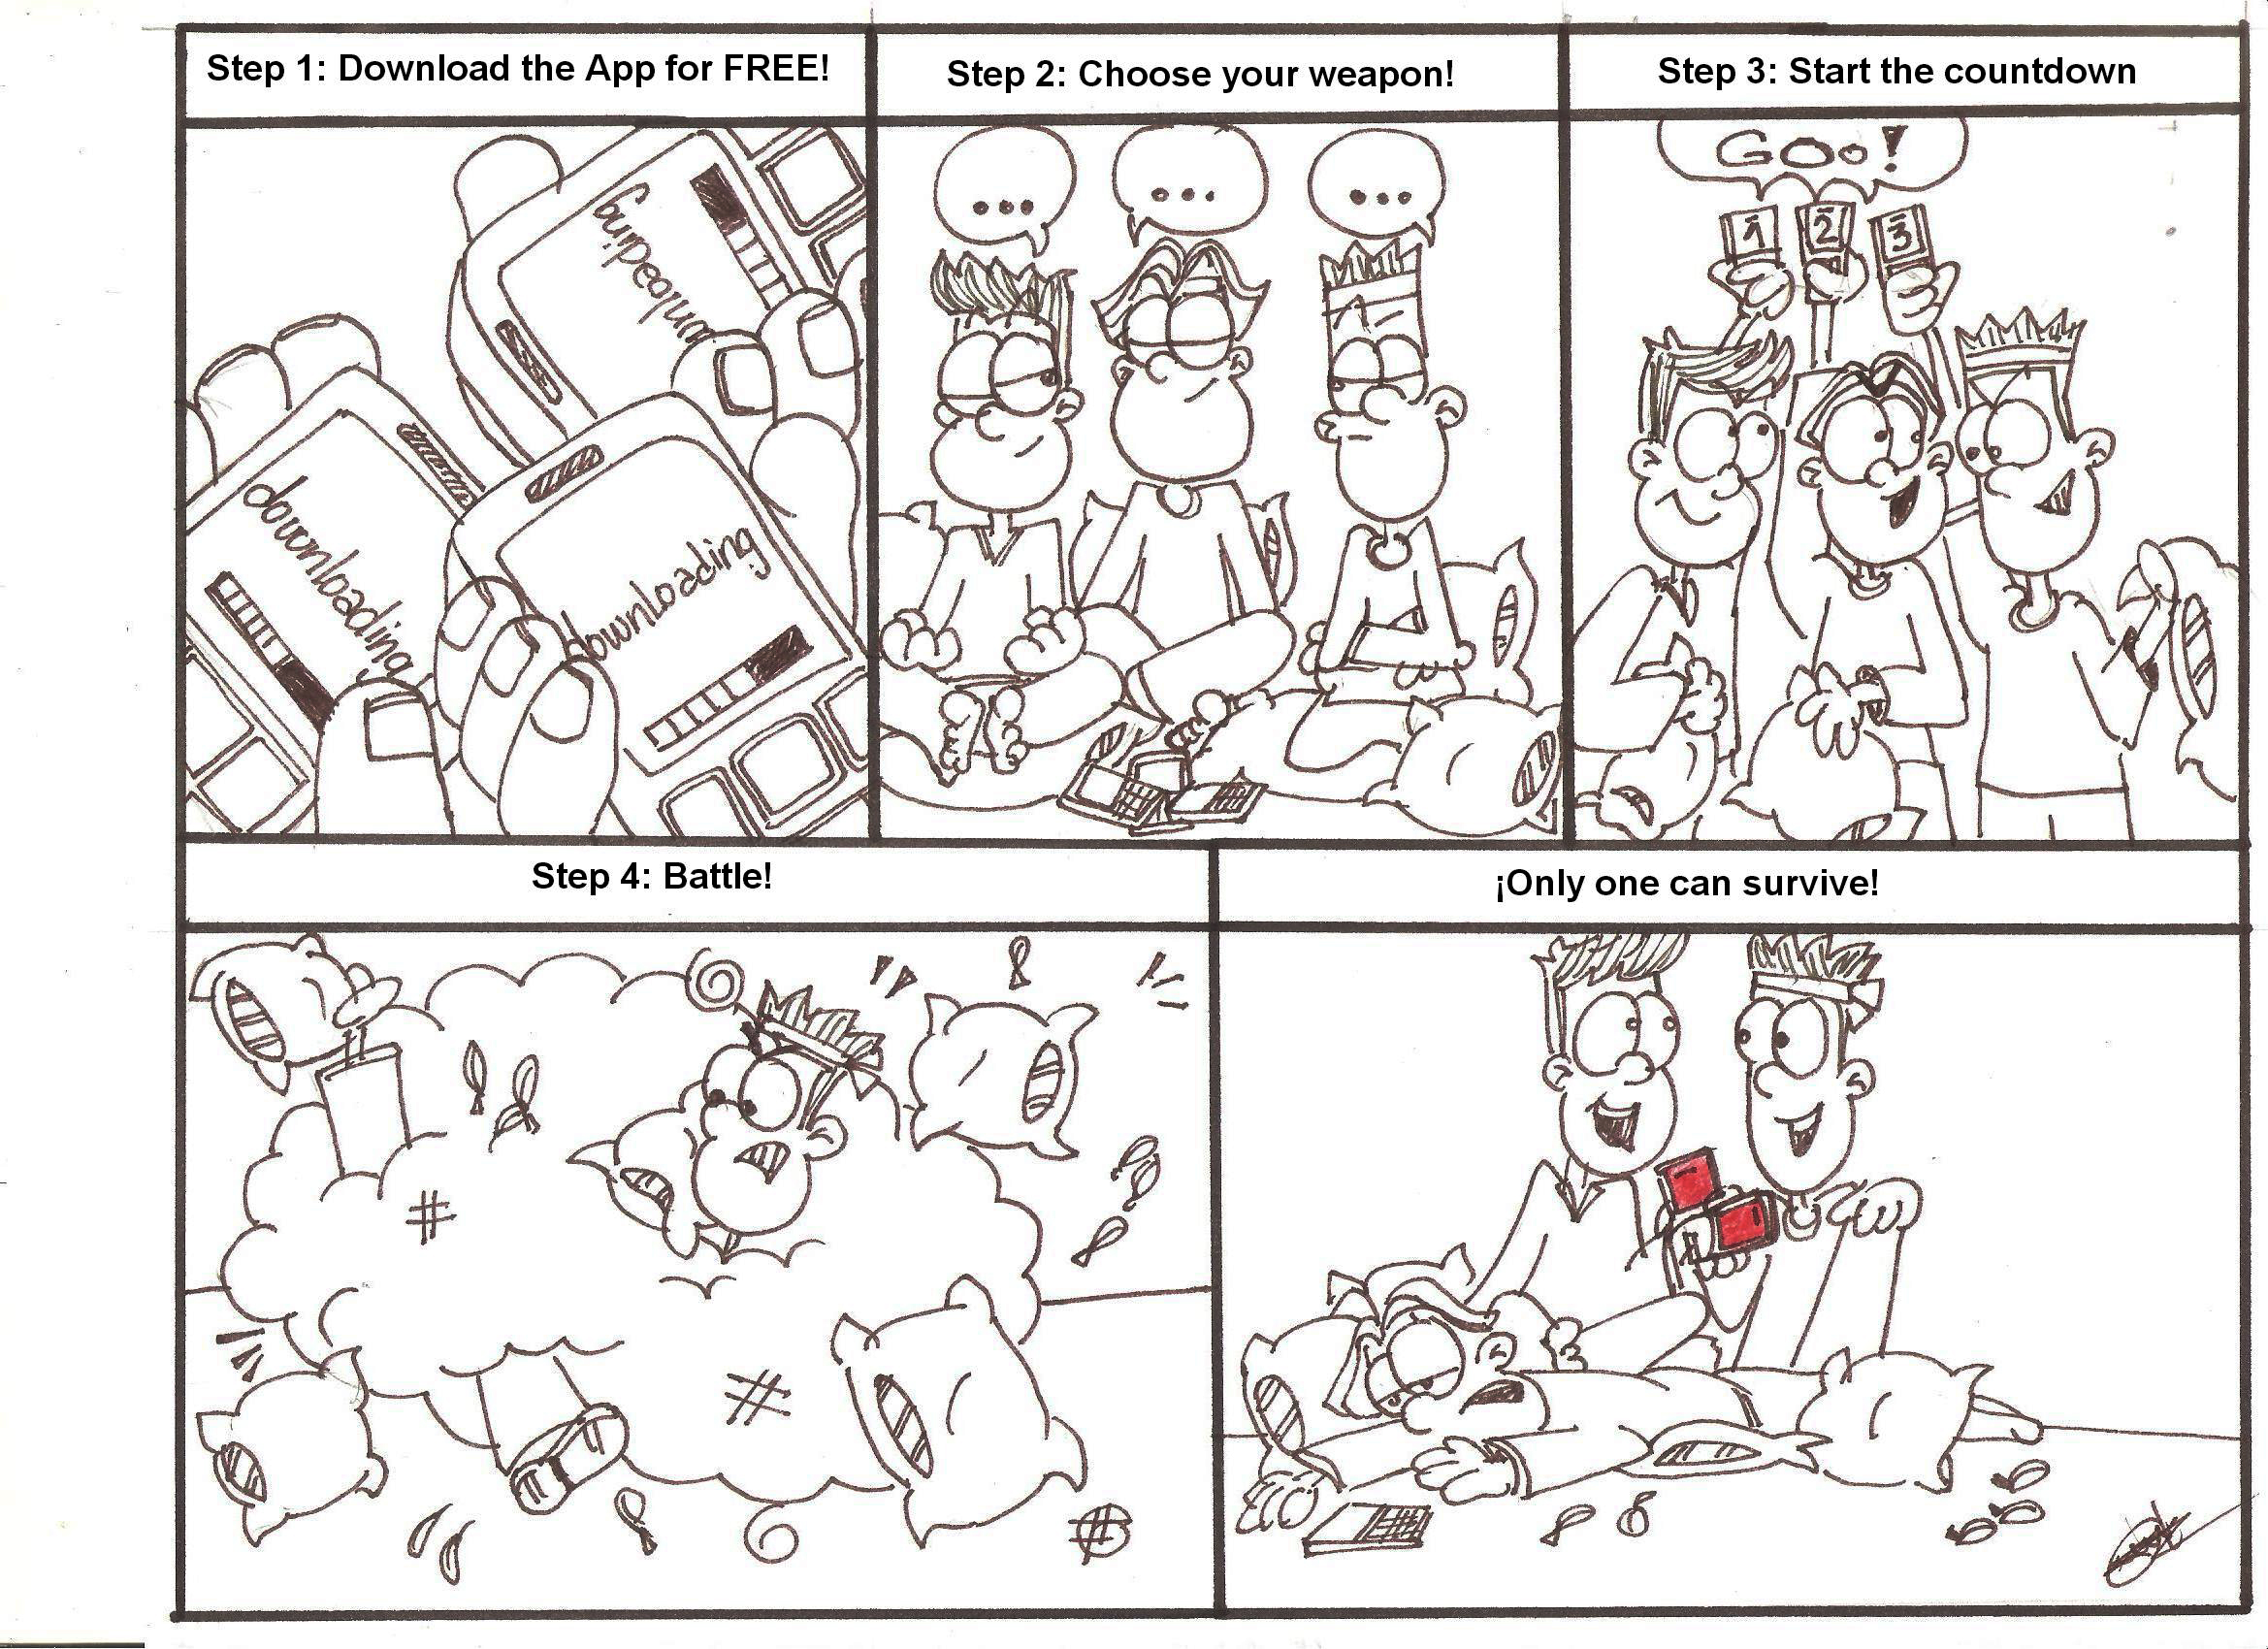 Step 1: Download the App for FREE!
Step 2: Choose your weapon!
Step 3: Start the countdown
downloading
downloading
downloading
...
...
...
GOo!
1
2
3
Step 4: Battle!
¡Only one can survive!